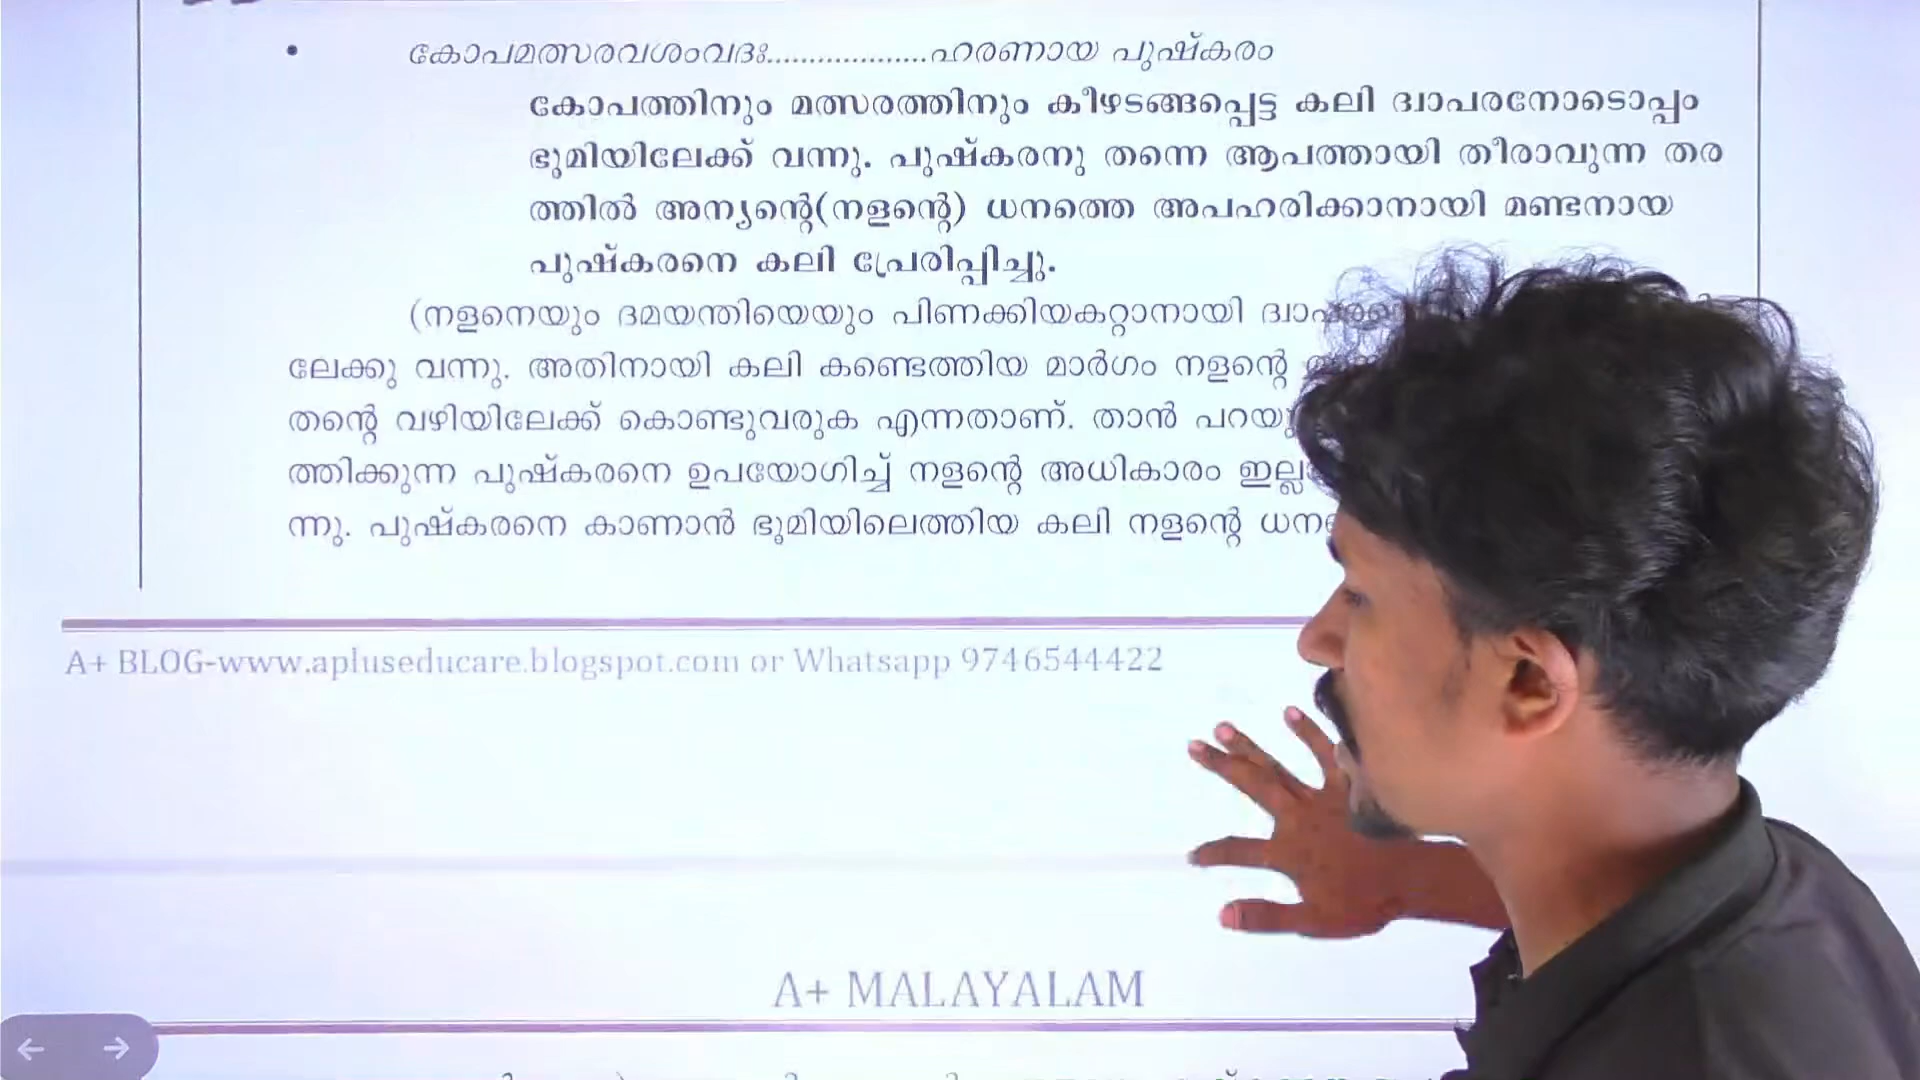 • കോപമത്സരവശംവദഃ...................ഹരണായ പുഷ്കരം
കോപത്തിനും മത്സരത്തിനും കീഴടങ്ങപ്പെട്ട കലി ദ്വാപരനോടൊപ്പം
ഭൂമിയിലേക്ക് വന്നു. പുഷ്കരനു തന്നെ ആപത്തായി തീരാവുന്ന തര
ത്തിൽ അന്യന്റെ(നളന്റെ) ധനത്തെ അപഹരിക്കാനായി മണ്ടനായ
പുഷ്കരനെ കലി പ്രേരിപ്പിച്ചു.
(നളനെയും ദമയന്തിയെയും പിണക്കിയകറ്റാനായി
ലേക്കു വന്നു. അതിനായി കലി കണ്ടെത്തിയ മാർഗം നളന്റെ
തന്റെ വഴിയിലേക്ക് കൊണ്ടുവരുക എന്നതാണ്. താൻ
ത്തിക്കുന്ന പുഷ്കരനെ ഉപയോഗിച്ച് നളന്റെ അധികാരം
ന്നു. പുഷ്കരനെ കാണാൻ ഭൂമിയിലെത്തിയ കലി നളന്റെ
A+ BLOG-www.apluseducare.blogspot.com or Whatsapp 9746544422
A+ MALAYALAM